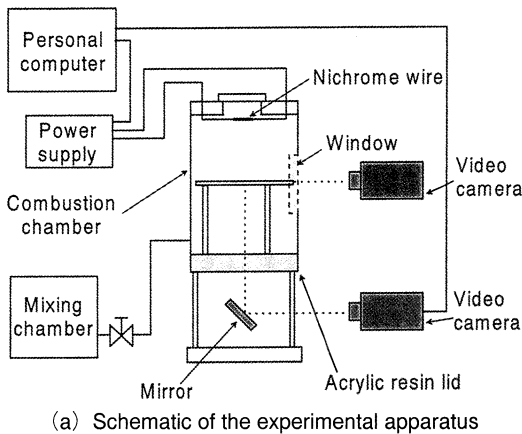 Personal
computer
Nichrome wire
Power
supply
Window
Video
camera
Combustion
chamber
Mixing
chamber
Video
camera
Mirror
Acrylic resin lid
(a) Schematic of the experimental apparatus